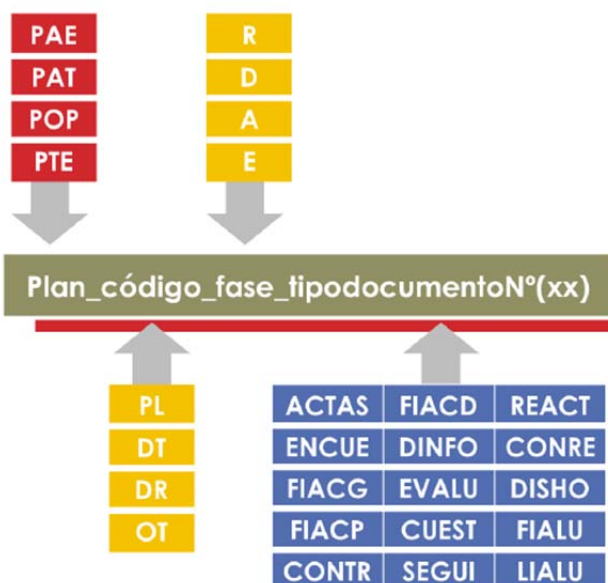 PAE
PAT
POP
PTE
R
D
A
E
Plan_código_fase_tipodocumentoNº(xx)
PL
DT
DR
OT
ACTAS FIACD REACT
ENCUE DINFO CONRE
FIACG EVALU DISHO
FIACP CUEST FIALU
CONTR SEGUI LIALU